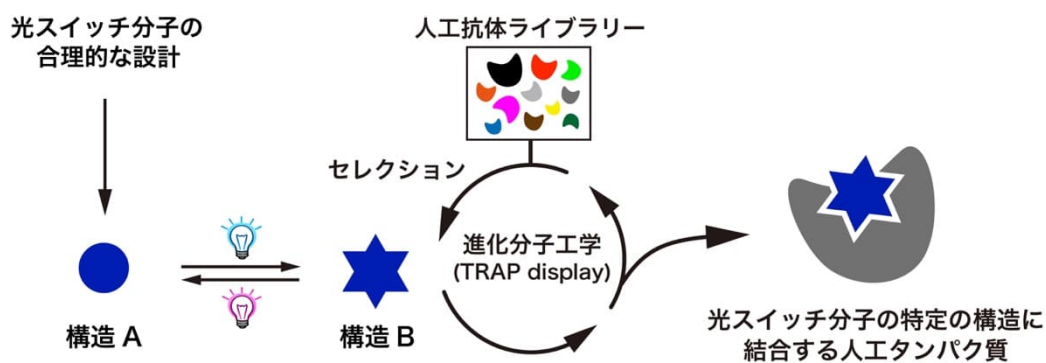 光スイッチ分子の
合理的な設計
人工抗体ライブラリー
セレクション
進化分子工学
(TRAP display)
構造 A
構造 B
光スイッチ分子の特定の構造に
結合する人工タンパク質